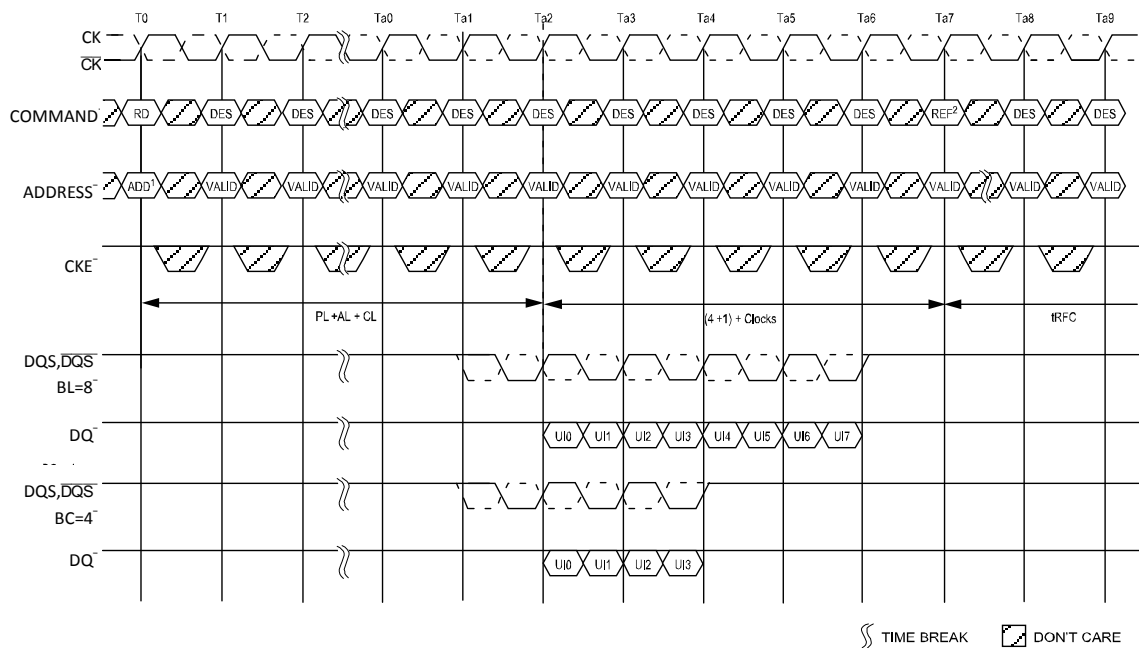 T0 T1 T2 Ta0 Ta1 Ta2 Ta3 Ta4 Ta5 Ta6 Ta7 Ta8 Ta9
CK
CK
COMMAND RD DES DES DES DES DES DES DES DES DES REF2 DES DES
ADDRESS ADD1 VALID VALID VALID VALID VALID VALID VALID VALID VALID VALID VALID VALID
CKE
PL +AL + CL (4 +1) + Clocks tRFC
DQS,DQS
BL=8
DQ UI0 UI1 UI2 UI3 UI4 UI5 UI6 UI7
DQS,DQS
BC=4
DQ UI0 UI1 UI2 UI3
TIME BREAK DON'T CARE